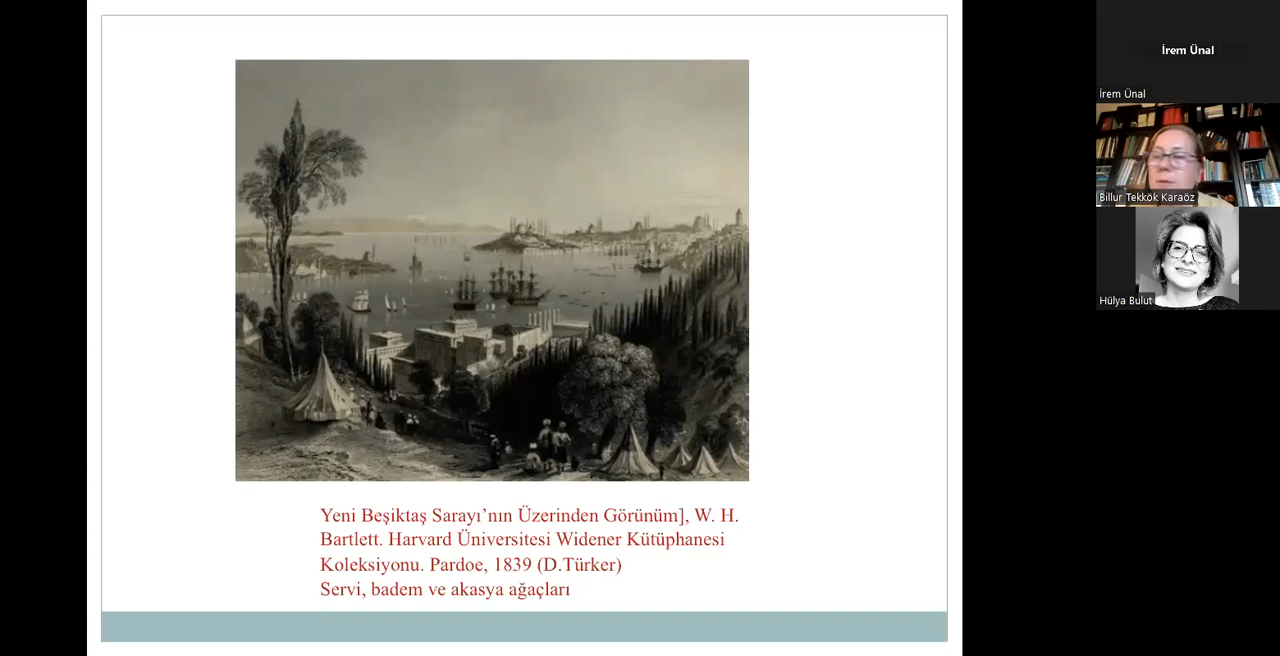 Yeni Beşiktaş Sarayı’nın Üzerinden Görünüm], W. H.
Bartlett. Harvard Üniversitesi Widener Kütüphanesi
Koleksiyonu. Pardoe, 1839 (D.Türker)
Servi, badem ve akasya ağaçları
İrem Ünal
İrem Ünal
Billur Tekkök Karaöz
Hülya Bulut